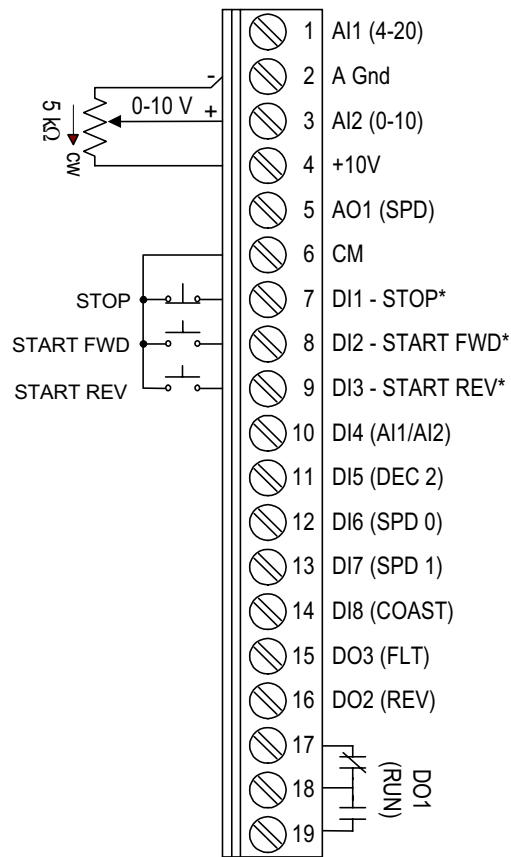 1 AI1 (4-20)
2 A Gnd
-
5 kΩ
CW
0-10 V
+
3 AI2 (0-10)
4 +10V
5 AO1 (SPD)
6 CM
STOP
7 DI1 - STOP*
START FWD
8 DI2 - START FWD*
START REV
9 DI3 - START REV*
10 DI4 (AI1/AI2)
11 DI5 (DEC 2)
12 DI6 (SPD 0)
13 DI7 (SPD 1)
14 DI8 (COAST)
15 DO3 (FLT)
16 DO2 (REV)
17
18
19
DO1
(RUN)